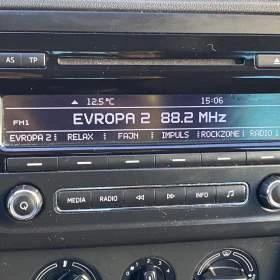 AS TP
▲ 12.5°C 15:06
FM1 EVROPA 2 88.2 MHz
EVROPA 2 RELAX FAJN IMPULS ROCKZONE RADIO
MEDIA RADIO INFO